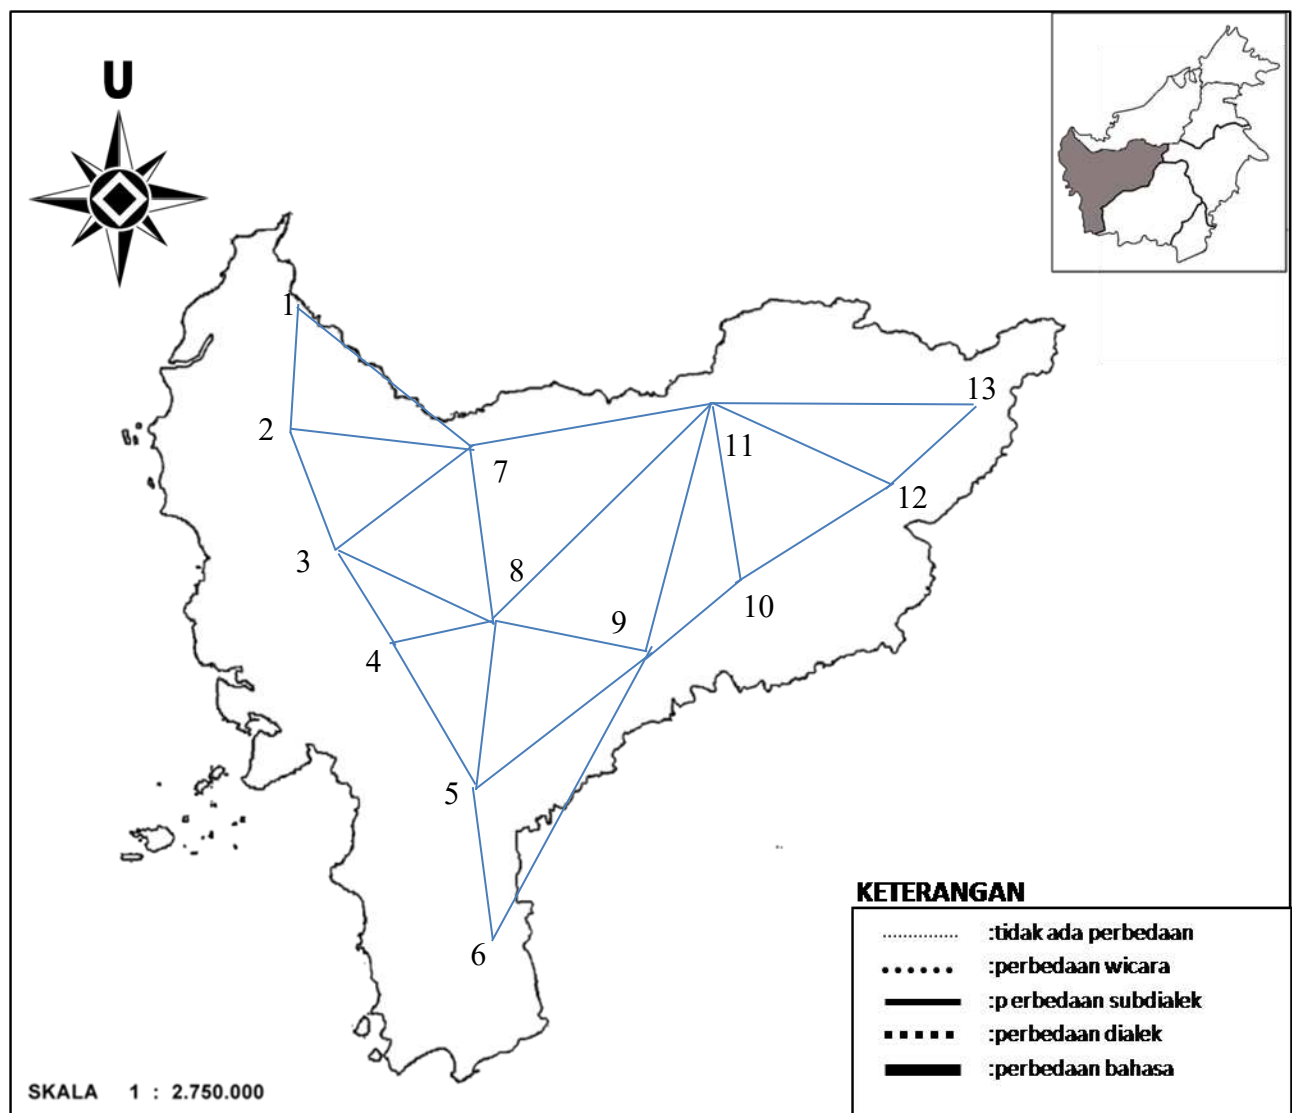 U
1
13
2
11
7
12
3
8
10
9
4
5
6
KETERANGAN
:tidak ada perbedaan
:perbedaan wicara
:perbedaan subdialek
:perbedaan dialek
:perbedaan bahasa
SKALA 1 : 2.750.000